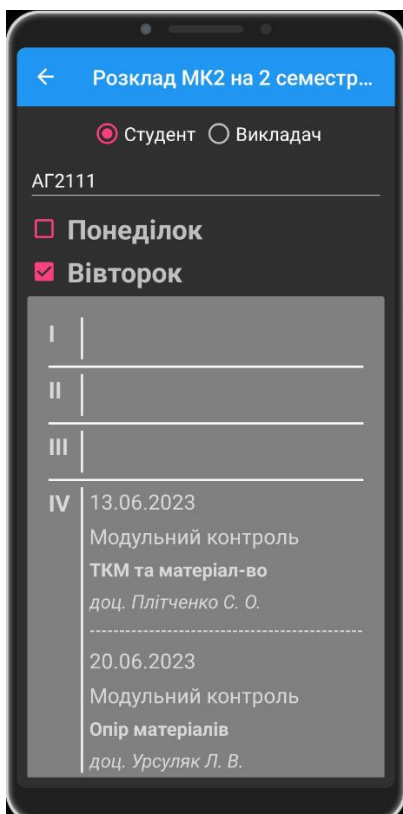 Розклад МК2 на 2 семестр...
Студент Викладач
АГ2111
Понеділок
Вівторок
I
II
III
IV 13.06.2023
Модульний контроль
ТКМ та матеріал-во
доц. Плітченко С. О.
20.06.2023
Модульний контроль
Опір матеріалів
доц. Урсуляк Л. В.